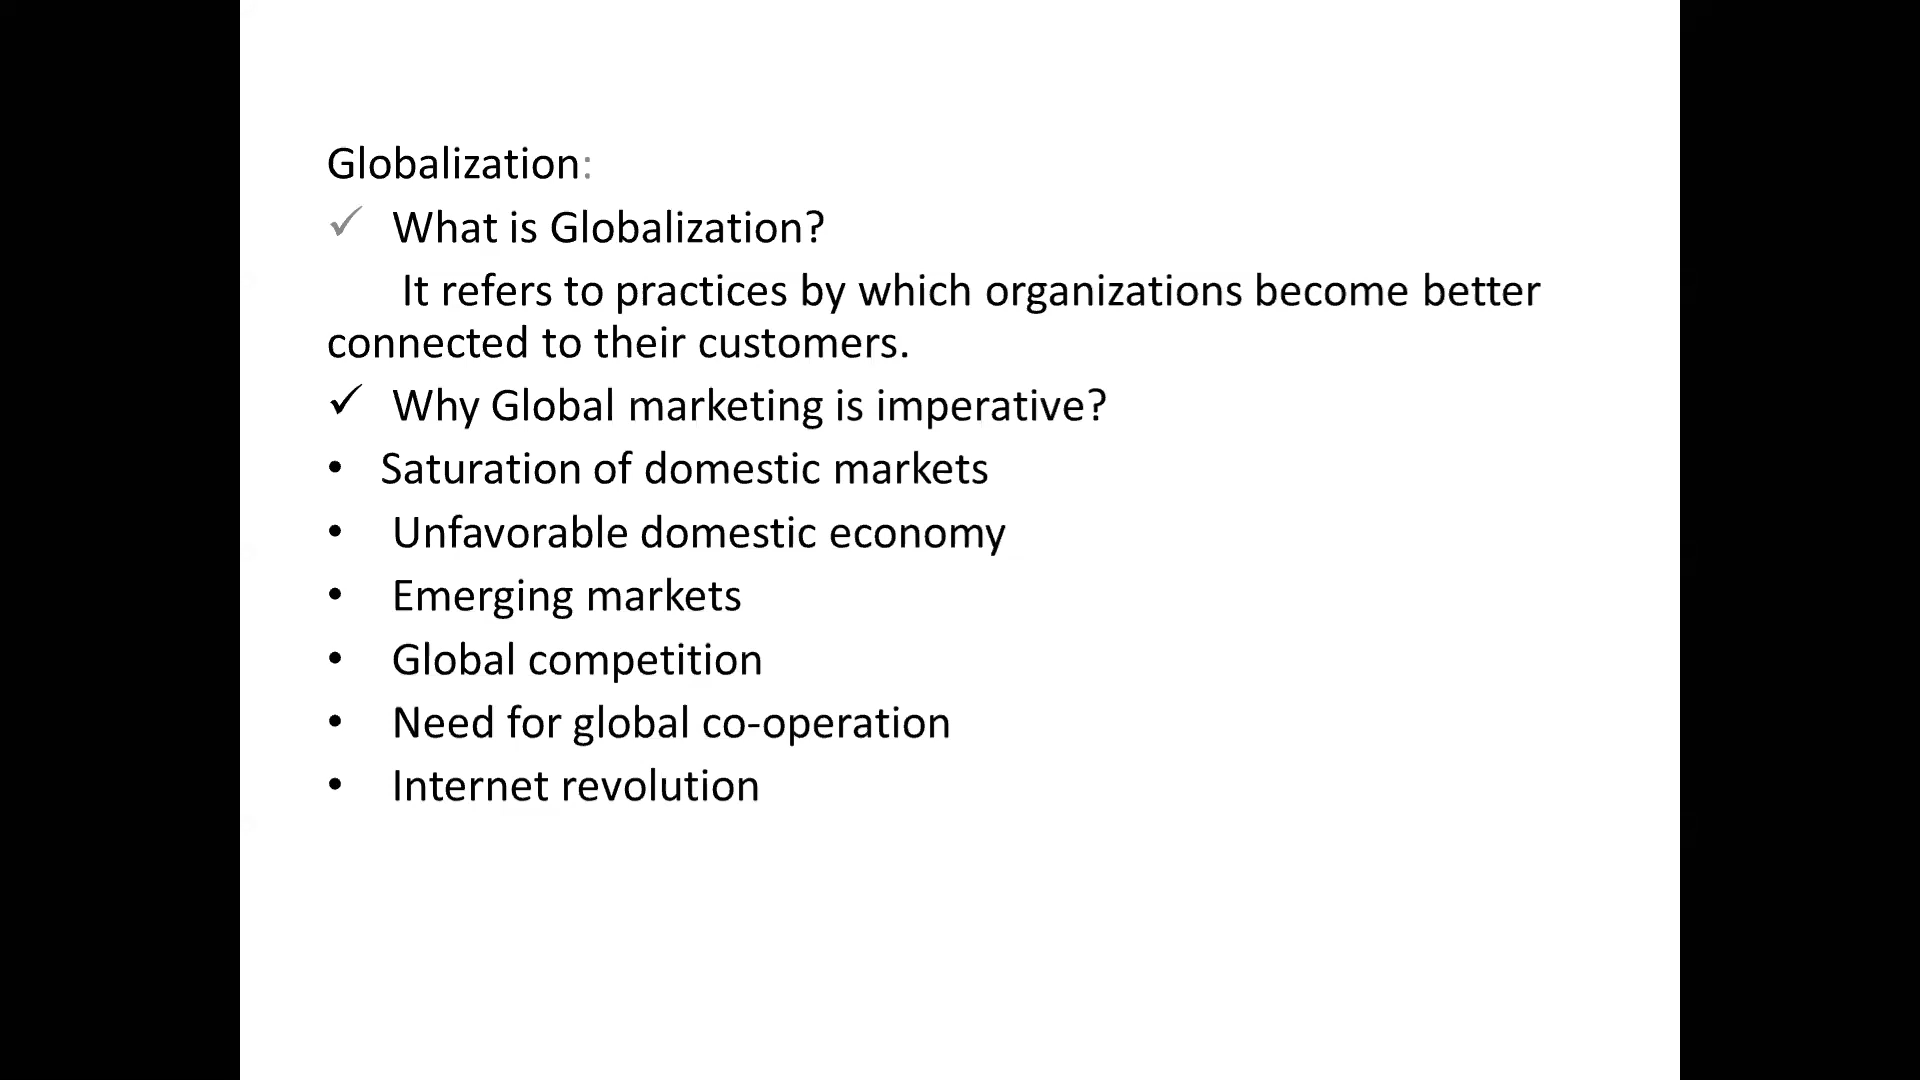 Globalization:
✓ What is Globalization?
It refers to practices by which organizations become better
connected to their customers.
✓ Why Global marketing is imperative?
• Saturation of domestic markets
• Unfavorable domestic economy
• Emerging markets
• Global competition
• Need for global co-operation
• Internet revolution